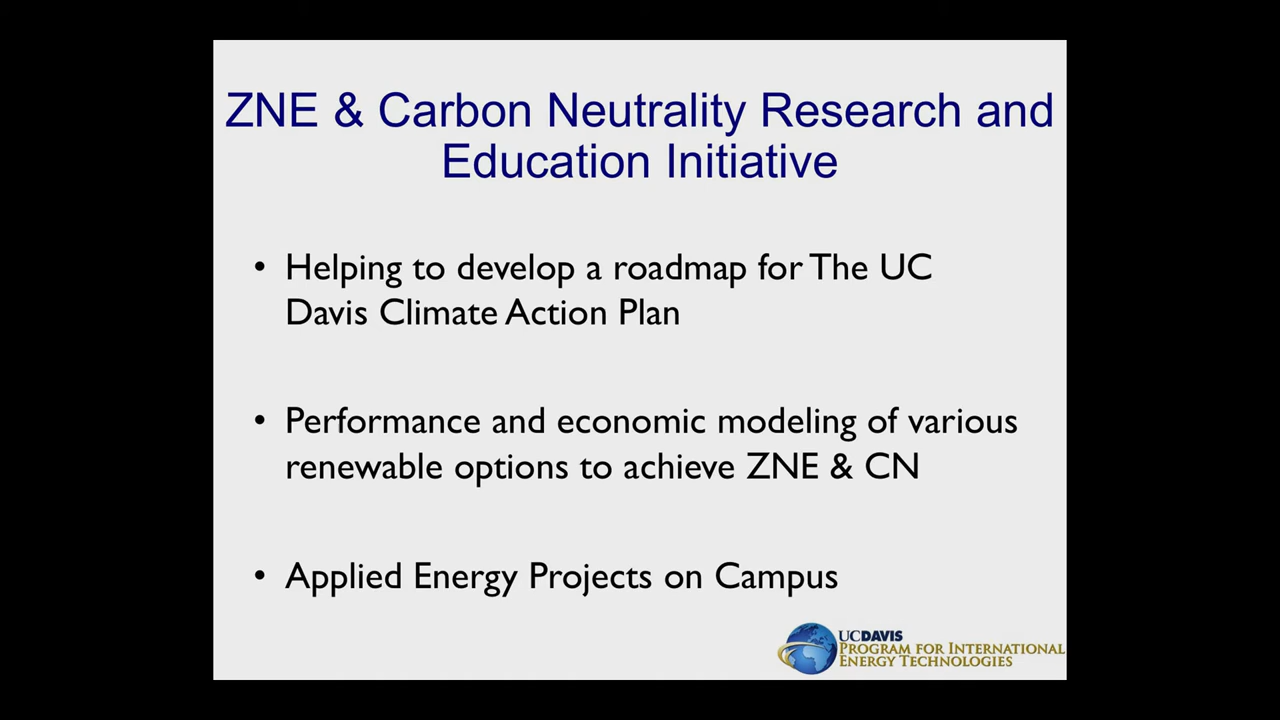 ZNE & Carbon Neutrality Research and
Education Initiative
• Helping to develop a roadmap for The UC
Davis Climate Action Plan
• Performance and economic modeling of various
renewable options to achieve ZNE & CN
• Applied Energy Projects on Campus
UCDAVIS
PROGRAM FOR INTERNATIONAL
ENERGY TECHNOLOGIES